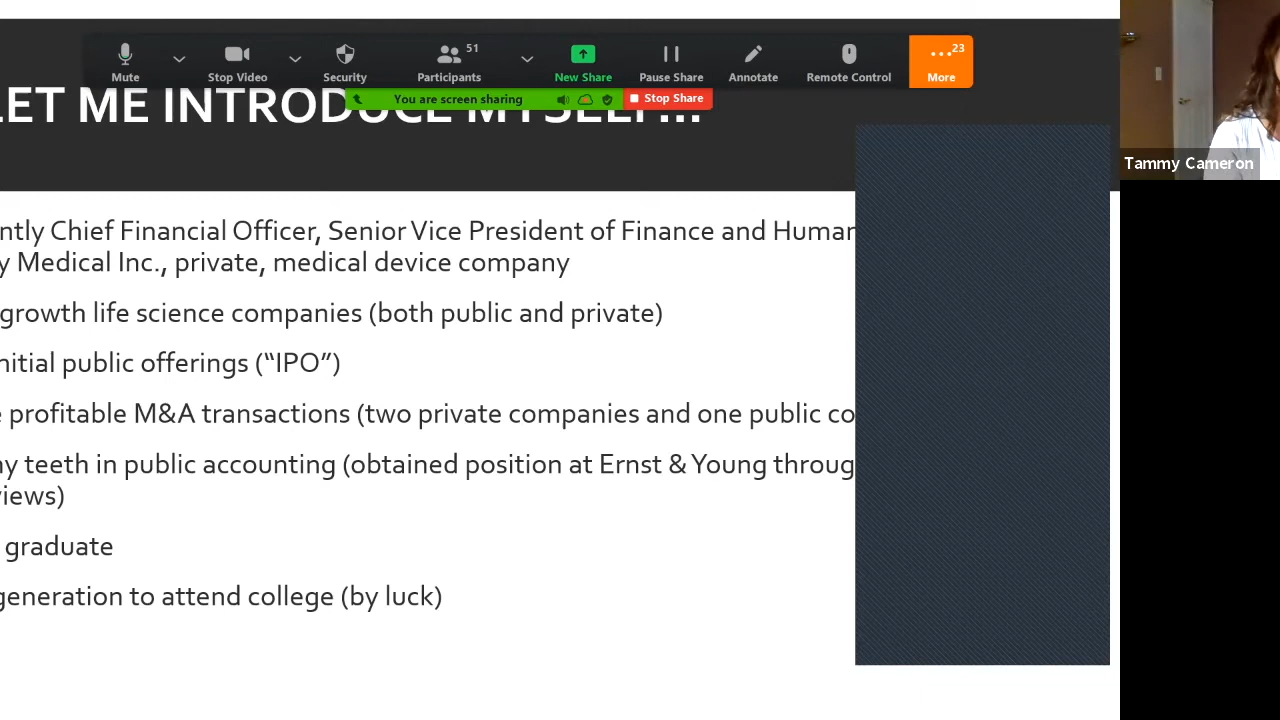 51
23
Mute
Stop Video
Security
Participants
New Share
Pause Share
Annotate
Remote Control
More
You are screen sharing
Stop Share
LET ME INTRODUCE MYSELF...
Tammy Cameron
ntly Chief Financial Officer, Senior Vice President of Finance and Human
y Medical Inc., private, medical device company
growth life science companies (both public and private)
nitial public offerings (“IPO”)
e profitable M&A transactions (two private companies and one public co
ny teeth in public accounting (obtained position at Ernst & Young throug
views)
graduate
generation to attend college (by luck)